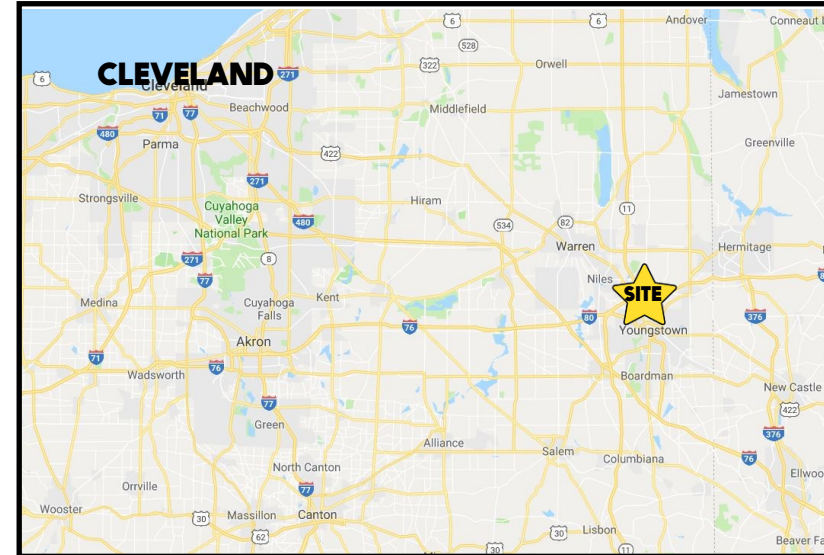 6
6
Andover
Conneaut L
528
CLEVELAND
271
322
Orwell
6
Cleveland
Jamestown
71
77
Beachwood
Middlefield
480
Parma
Greenville
422
271
Strongsville
Hiram
Cuyahoga
Valley
National Park
480
534
82
11
Warren
Hermitage
271
8
Niles
77
SITE
Medina
Cuyahoga
Falls
Kent
76
80
376
Youngstown
Akron
71
76
Wadsworth
Boardman
New Castle
77
422
Green
376
Alliance
Salem
Columbiana
76
North Canton
Ellwoo
Orrville
77
Wooster
30
Massillon
Canton
62
30
Lisbon
30
11
Beaver Fa